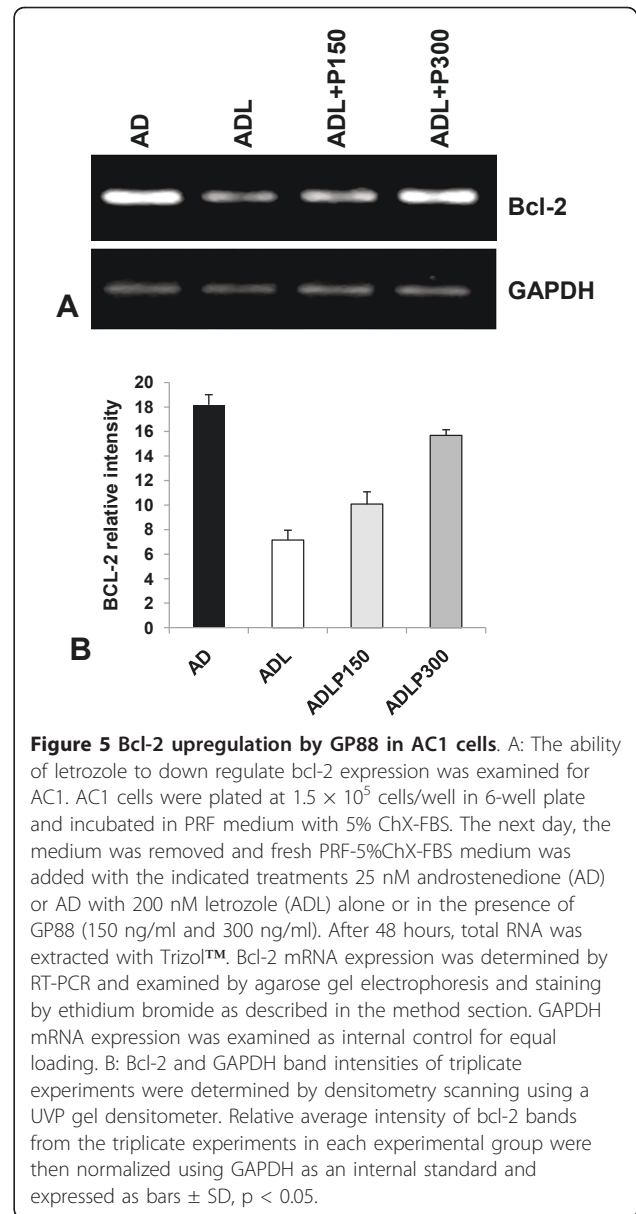 AD ADL ADL+P150 ADL+P300
Bcl-2
GAPDH
A
20
18
16
14
12
10
8
6
4
2
0
BCL-2 relative intensity
AD ADL ADLP150 ADLP300
B
Figure 5 Bcl-2 upregulation by GP88 in AC1 cells. A: The ability
of letrozole to down regulate bcl-2 expression was examined for
AC1. AC1 cells were plated at 1.5 × 10⁵ cells/well in 6-well plate
and incubated in PRF medium with 5% ChX-FBS. The next day, the
medium was removed and fresh PRF-5%ChX-FBS medium was
added with the indicated treatments 25 nM androstenedione (AD)
or AD with 200 nM letrozole (ADL) alone or in the presence of
GP88 (150 ng/ml and 300 ng/ml). After 48 hours, total RNA was
extracted with Trizol™. Bcl-2 mRNA expression was determined by
RT-PCR and examined by agarose gel electrophoresis and staining
by ethidium bromide as described in the method section. GAPDH
mRNA expression was examined as internal control for equal
loading. B: Bcl-2 and GAPDH band intensities of triplicate
experiments were determined by densitometry scanning using a
UVP gel densitometer. Relative average intensity of bcl-2 bands
from the triplicate experiments in each experimental group were
then normalized using GAPDH as an internal standard and
expressed as bars ± SD, p < 0.05.